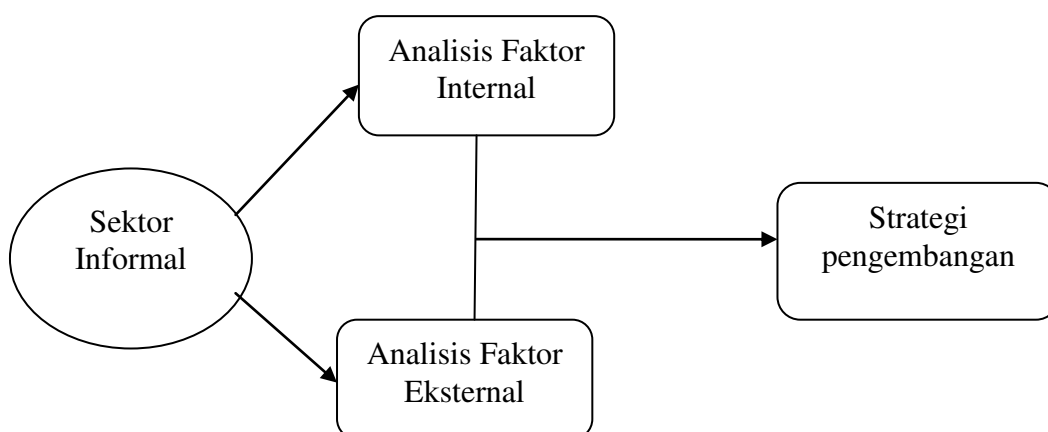 Analisis Faktor
Internal
Sektor
Informal
Strategi
pengembangan
Analisis Faktor
Eksternal